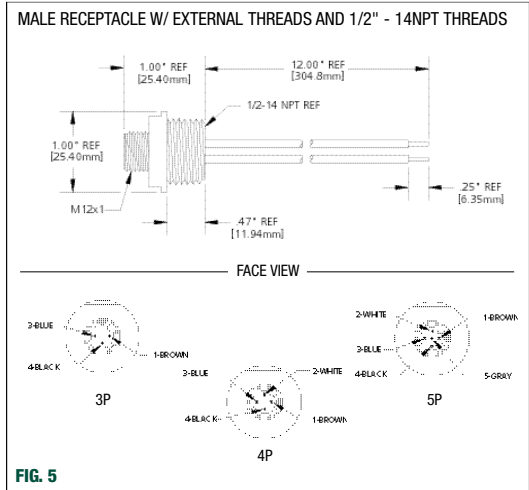 MALE RECEPTACLE W/ EXTERNAL THREADS AND 1/2" - 14NPT THREADS
1.00" REF
[25.40mm]
12.00" REF
[304.8mm]
1/2-14 NPT REF
1.00" REF
[25.40mm]
M12x1
.47" REF
[11.94mm]
.25" REF
[6.35mm]
FACE VIEW
3-BLUE
4-BLACK
1-BROWN
3P
3-BLUE
2-WHITE
4-BLACK
1-BROWN
4P
2-WHITE
1-BROWN
3-BLUE
4-BLACK
5-GRAY
5P
FIG. 5